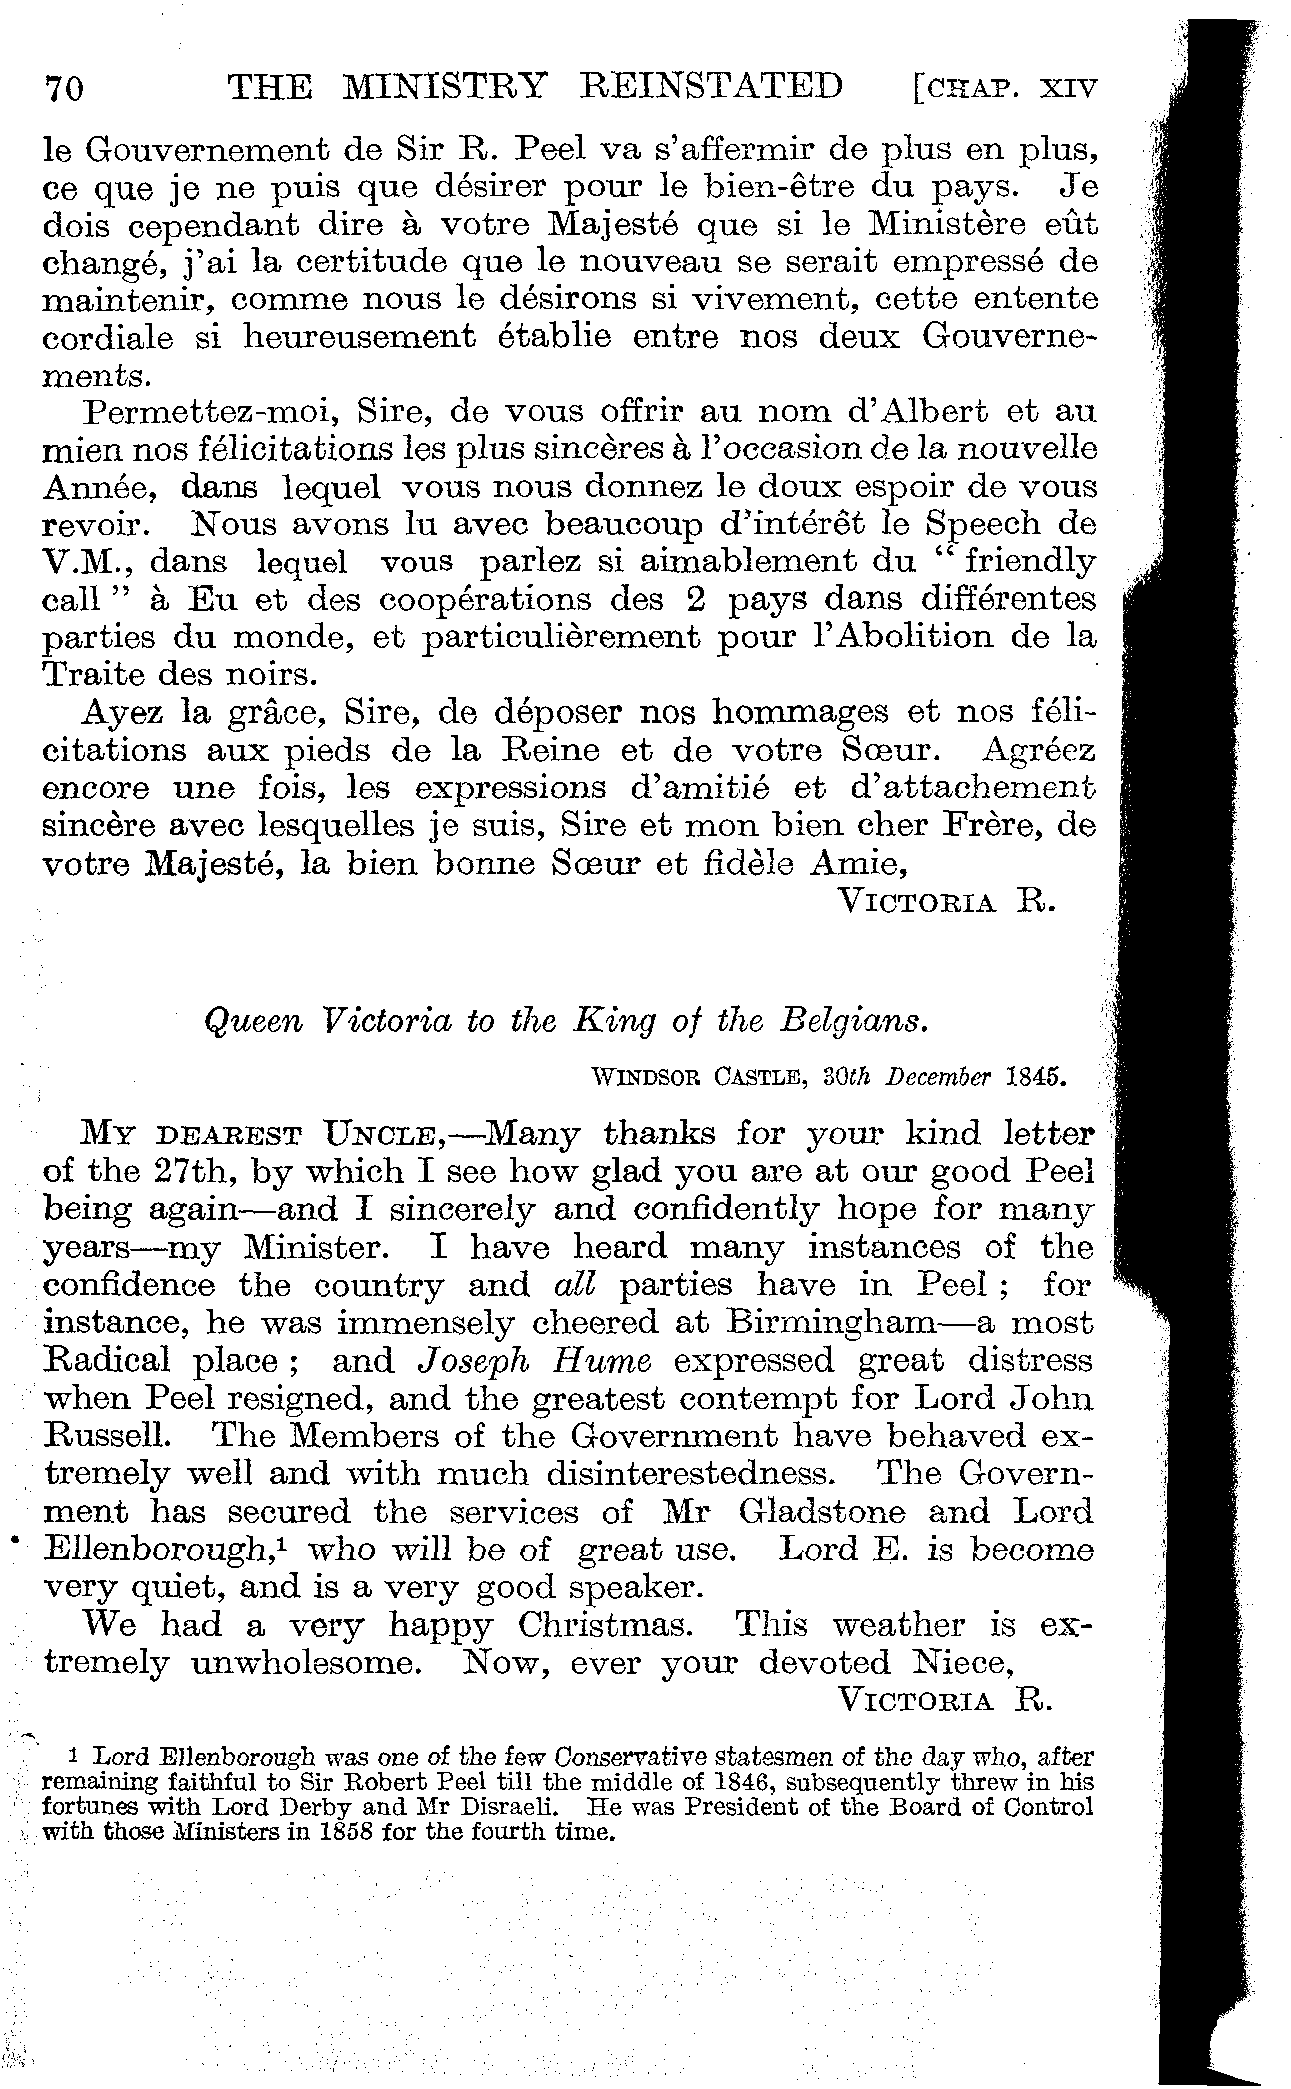 70 THE MINISTRY REINSTATED [CHAP. XIV
le Gouvernement de Sir R. Peel va s'affermir de plus en plus,
ce que je ne puis que désirer pour le bien-être du pays. Je
dois cependant dire à votre Majesté que si le Ministère eût
changé, j'ai la certitude que le nouveau se serait empressé de
maintenir, comme nous le désirons si vivement, cette entente
cordiale si heureusement établie entre nos deux Gouverne-
ments.
Permettez-moi, Sire, de vous offrir au nom d'Albert et au
mien nos félicitations les plus sincères à l'occasion de la nouvelle
Année, dans lequel vous nous donnez le doux espoir de vous
revoir. Nous avons lu avec beaucoup d'intérêt le Speech de
V.M., dans lequel vous parlez si aimablement du “ friendly
call ” à Eu et des coopérations des 2 pays dans différentes
parties du monde, et particulièrement pour l'Abolition de la
Traite des noirs.
Ayez la grâce, Sire, de déposer nos hommages et nos féli-
citations aux pieds de la Reine et de votre Sœur. Agréez
encore une fois, les expressions d'amitié et d'attachement
sincère avec lesquelles je suis, Sire et mon bien cher Frère, de
votre Majesté, la bien bonne Sœur et fidèle Amie,
VICTORIA R.
Queen Victoria to the King of the Belgians.
WINDSOR CASTLE, 30th December 1845.
MY DEAREST UNCLE,—Many thanks for your kind letter
of the 27th, by which I see how glad you are at our good Peel
being again—and I sincerely and confidently hope for many
years—my Minister. I have heard many instances of the
confidence the country and all parties have in Peel ; for
instance, he was immensely cheered at Birmingham—a most
Radical place ; and Joseph Hume expressed great distress
when Peel resigned, and the greatest contempt for Lord John
Russell. The Members of the Government have behaved ex-
tremely well and with much disinterestedness. The Govern-
ment has secured the services of Mr Gladstone and Lord
Ellenborough,¹ who will be of great use. Lord E. is become
very quiet, and is a very good speaker.
We had a very happy Christmas. This weather is ex-
tremely unwholesome. Now, ever your devoted Niece,
VICTORIA R.
1 Lord Ellenborough was one of the few Conservative statesmen of the day who, after
remaining faithful to Sir Robert Peel till the middle of 1846, subsequently threw in his
fortunes with Lord Derby and Mr Disraeli. He was President of the Board of Control
with those Ministers in 1858 for the fourth time.